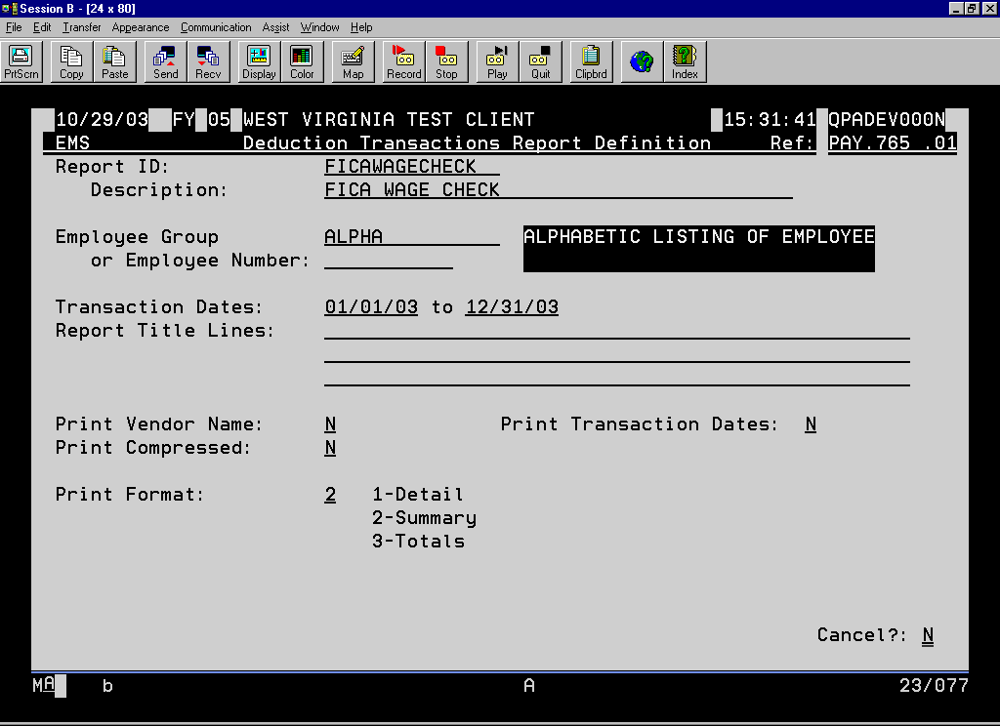 Session B - [24 x 80]
File Edit Transfer Appearance Communication Assist Window Help
PrtScrn Copy Paste Send Recv Display Color Map Record Stop Play Quit Clipbrd Index
10/29/03 FY 05 WEST VIRGINIA TEST CLIENT 15:31:41 QPADEV000N
EMS Deduction Transactions Report Definition Ref: PAY.765 .01
Report ID: FICAWAGECHECK
Description: FICA WAGE CHECK
Employee Group ALPHA ALPHABETIC LISTING OF EMPLOYEE
or Employee Number:
Transaction Dates: 01/01/03 to 12/31/03
Report Title Lines:
Print Vendor Name: N Print Transaction Dates: N
Print Compressed: N
Print Format: 2 1-Detail
2-Summary
3-Totals
Cancel?: N
MA b A 23/077